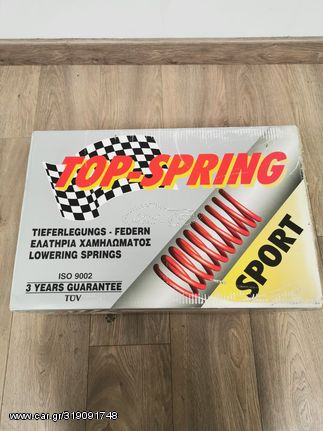 TOP-SPRING
TIEFERLEGUNGS - FEDERN
ΕΛΑΤΗΡΙΑ ΧΑΜΗΛΩΜΑΤΟΣ
LOWERING SPRINGS
ISO 9002
3 YEARS GUARANTEE
TÜV
SPORT
www.car.gr/319091748